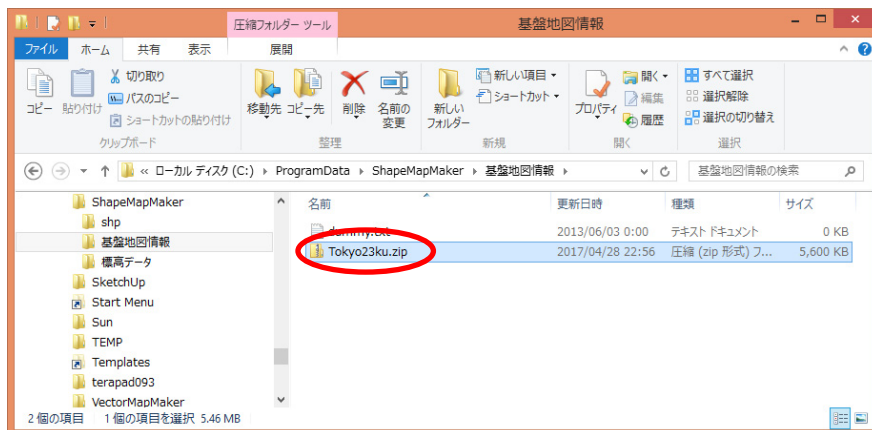 圧縮フォルダー ツール
基盤地図情報
ファイル ホーム 共有 表示 展開
コピー
貼り付け
切り取り
パスのコピー
ショートカットの貼り付け
クリップボード
移動先
コピー先
削除
名前の
変更
整理
新しい
フォルダー
新しい項目
ショートカット
新規
プロパティ
開く
編集
履歴
開く
すべて選択
選択解除
選択の切り替え
選択
« ローカル ディスク (C:) ProgramData ShapeMapMaker 基盤地図情報
基盤地図情報の検索
ShapeMapMaker
shp
基盤地図情報
標高データ
SketchUp
Start Menu
Sun
TEMP
Templates
terapad093
VectorMapMaker
名前 更新日時 種類 サイズ
dummy.txt 2013/06/03 0:00 テキスト ドキュメント 0 KB
Tokyo23ku.zip 2017/04/28 22:56 圧縮 (zip 形式) フ... 5,600 KB
2 個の項目 1 個の項目を選択 5.46 MB